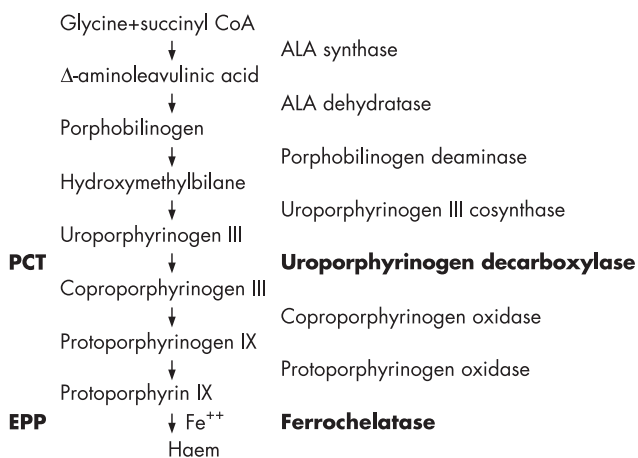 Glycine+succinyl CoA
ALA synthase
Δ-aminoleavulinic acid
ALA dehydratase
Porphobilinogen
Porphobilinogen deaminase
Hydroxymethylbilane
Uroporphyrinogen III cosynthase
Uroporphyrinogen III
PCT Uroporphyrinogen decarboxylase
Coproporphyrinogen III
Coproporphyrinogen oxidase
Protoporphyrinogen IX
Protoporphyrinogen oxidase
Protoporphyrin IX
EPP Fe++ Ferrochelatase
Haem